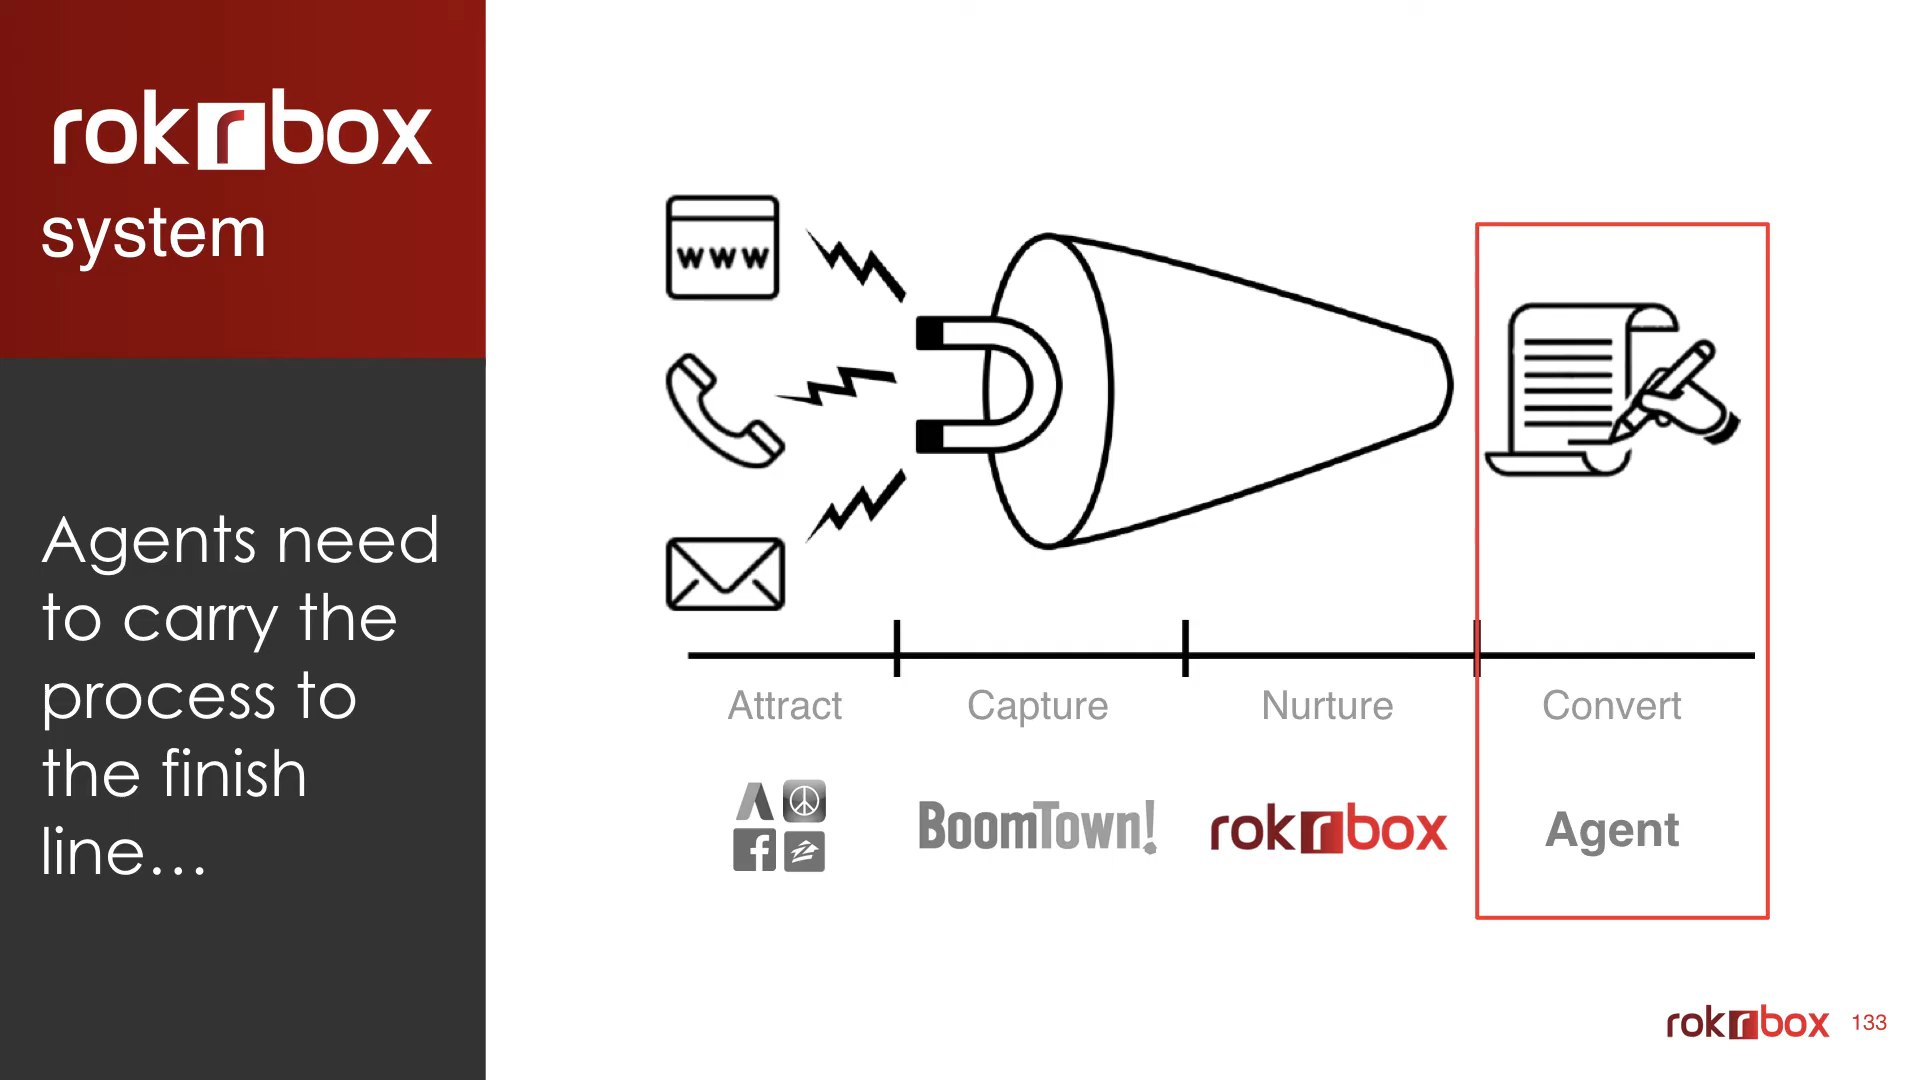 rokrbox
system
Agents need
to carry the
process to
the finish
line…
www
Attract
Capture
Nurture
Convert
BoomTown!
rokrbox
Agent
rokrbox 133